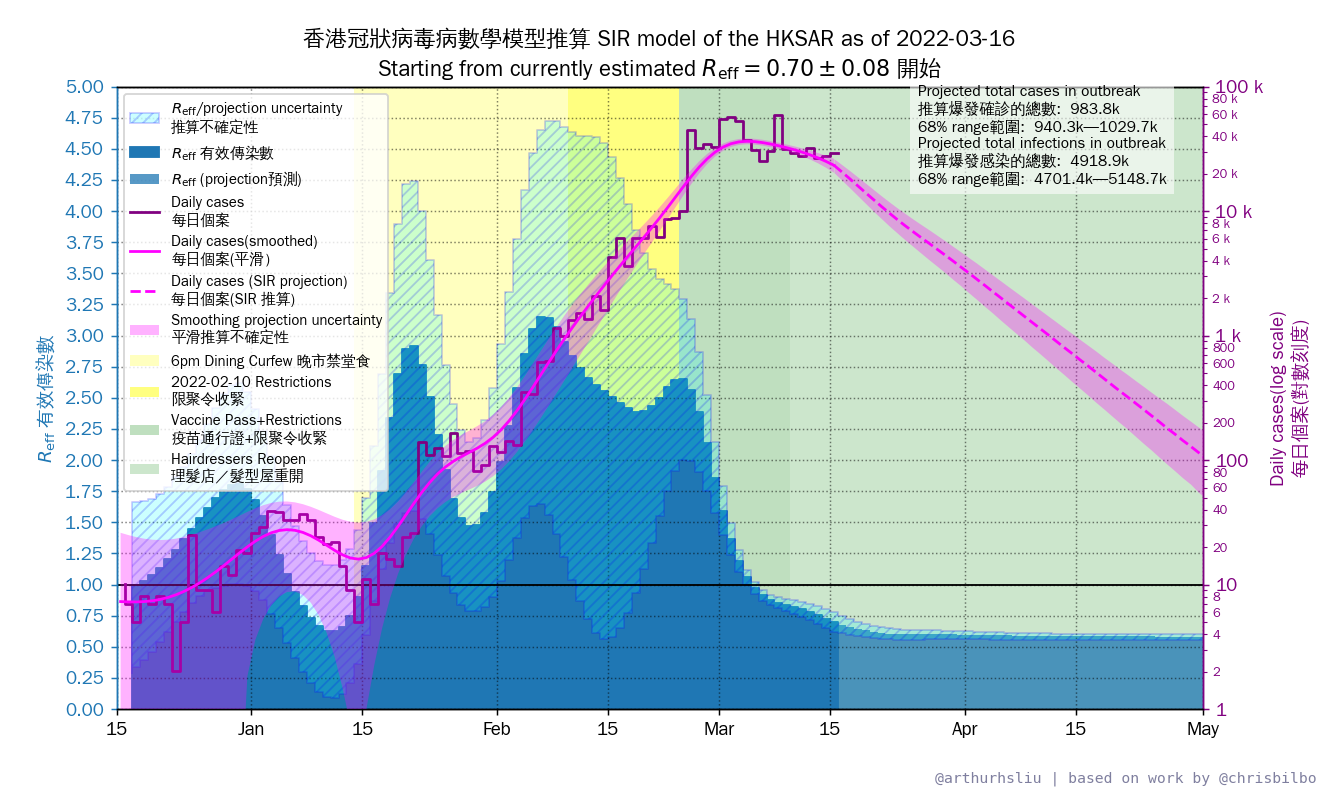 香港冠狀病毒病數學模型推算 SIR model of the HKSAR as of 2022-03-16
Starting from currently estimated R_eff = 0.70 ± 0.08 開始
R_eff/projection uncertainty
推算不確定性
R_eff 有效傳染數
R_eff (projection預測)
Daily cases
每日個案
Daily cases(smoothed)
每日個案(平滑）
Daily cases (SIR projection)
每日個案(SIR 推算)
Smoothing projection uncertainty
平滑推算不確定性
6pm Dining Curfew 晚市禁堂食
2022-02-10 Restrictions
限聚令收緊
Vaccine Pass+Restrictions
疫苗通行證+限聚令收緊
Hairdressers Reopen
理髮店／髮型屋重開
Projected total cases in outbreak
推算爆發確診的總數: 983.8k
68% range範圍: 940.3k—1029.7k
Projected total infections in outbreak
推算爆發感染的總數: 4918.9k
68% range範圍: 4701.4k—5148.7k
R_eff 有效傳染數
5.00
4.75
4.50
4.25
4.00
3.75
3.50
3.25
3.00
2.75
2.50
2.25
2.00
1.75
1.50
1.25
1.00
0.75
0.50
0.25
0.00
100 k
80 k
60 k
40 k
20 k
10 k
8 k
6 k
4 k
2 k
1 k
800
600
400
200
100
80
60
40
20
10
8
6
4
2
1
Daily cases(log scale)
每日個案(對數刻度)
15 Jan 15 Feb 15 Mar 15 Apr 15 May
@arthurhsliu | based on work by @chrisbilbo